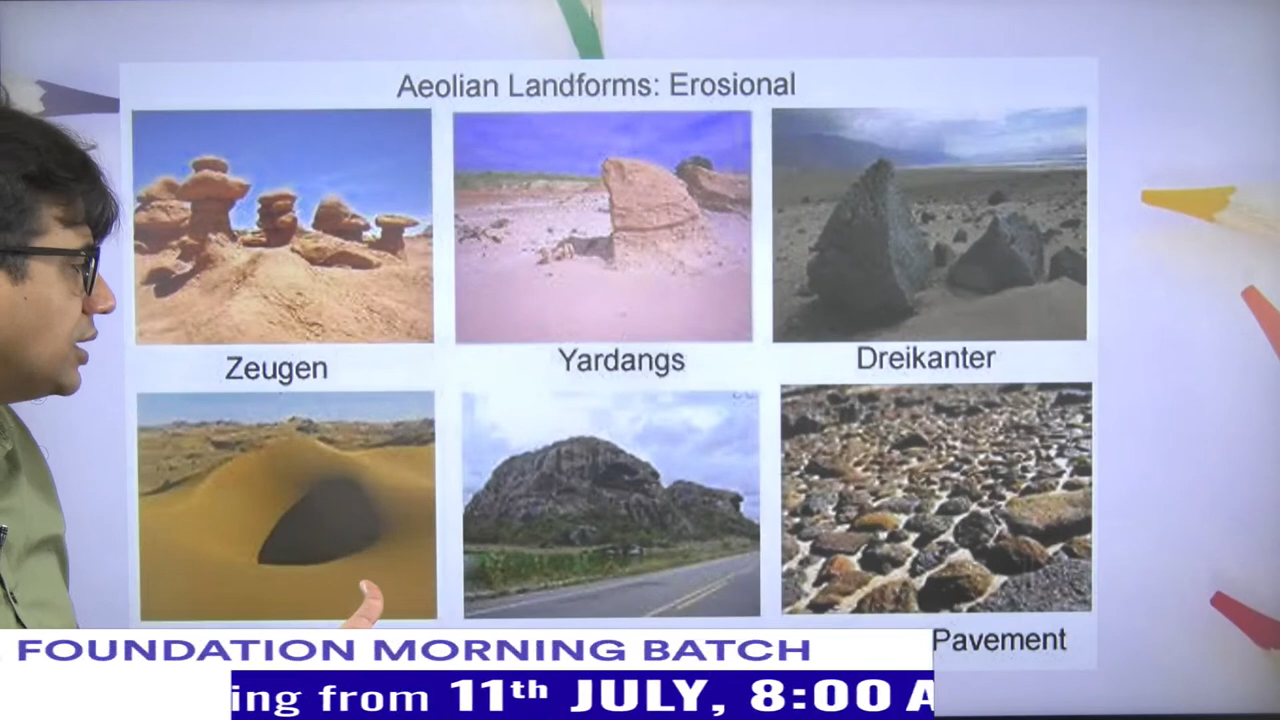 Aeolian Landforms: Erosional
Zeugen
Yardangs
Dreikanter
Pavement
FOUNDATION MORNING BATCH
ing from 11th JULY, 8:00 A